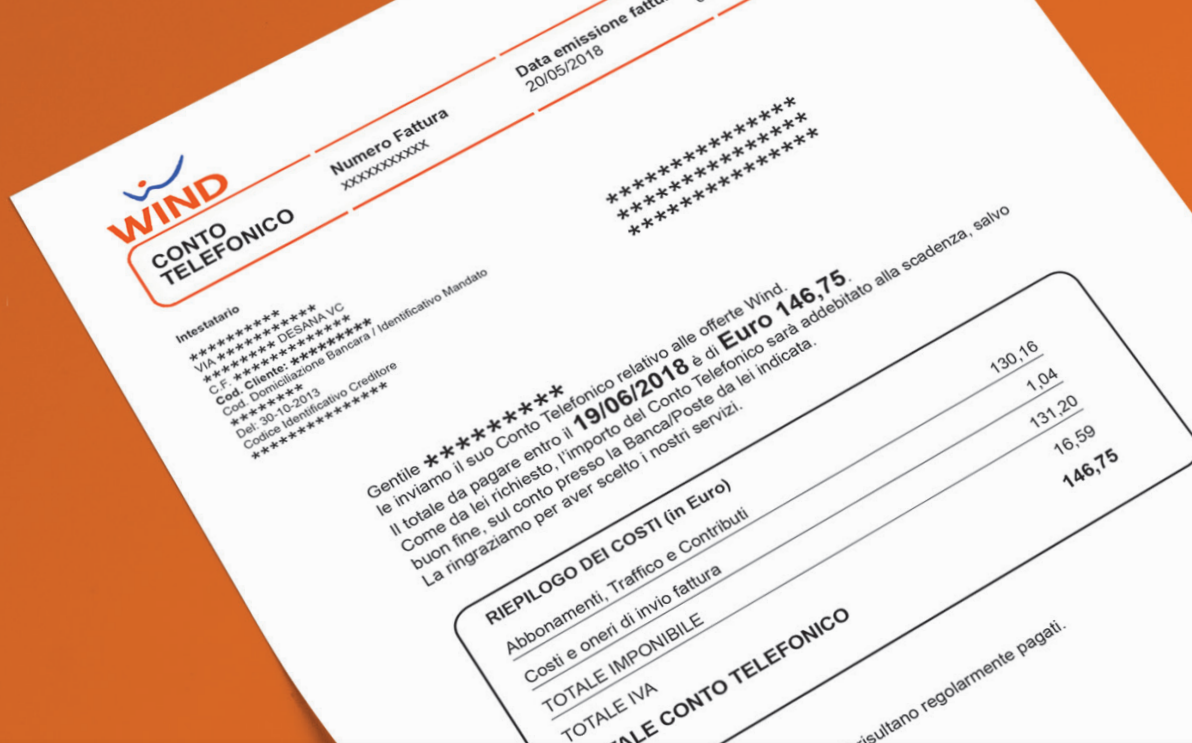 WIND
CONTO
TELEFONICO
Numero Fattura
xxxxxxxxxxx
Data emissione
20/05/2018
***************
***************
***************
Intestatario
**********
VIA ************
******** DESANA VC
C.F. **************
Cod. Cliente: *********
Cod. Domiciliazione Bancara / Identificativo Mandato
*******
Del: 30-10-2013
Codice Identificativo Creditore
***************
Gentile *********
le inviamo il suo Conto Telefonico relativo alle offerte Wind.
Il totale da pagare entro il 19/06/2018 è di Euro 146,75.
Come da lei richiesto, l'importo del Conto Telefonico sarà addebitato alla scadenza, salvo
buon fine, sul conto presso la Banca/Poste da lei indicata.
La ringraziamo per aver scelto i nostri servizi.
RIEPILOGO DEI COSTI (in Euro)
Abbonamenti, Traffico e Contributi 130,16
Costi e oneri di invio fattura 1,04
TOTALE IMPONIBILE 131,20
TOTALE IVA 16,59
CONTO TELEFONICO 146,75
risultano regolarmente pagati.